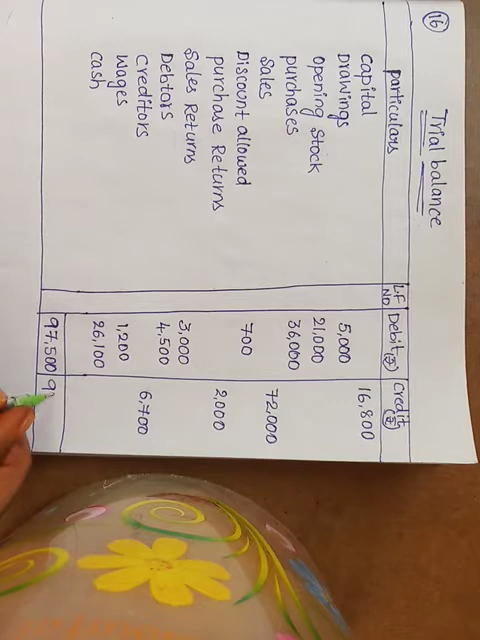 16
Trial balance
particulars LF NO Debit(₹) Credit (₹)
Capital 16,800
Drawings 5,000
Opening Stock 21,000
purchases 36,000
Sales 72,000
Discount allowed 700
purchase Returns 2,000
Sales Returns 3,000
Debtors 4,500
Creditors 6,700
Wages 1,200
Cash 26,100
97,500 9